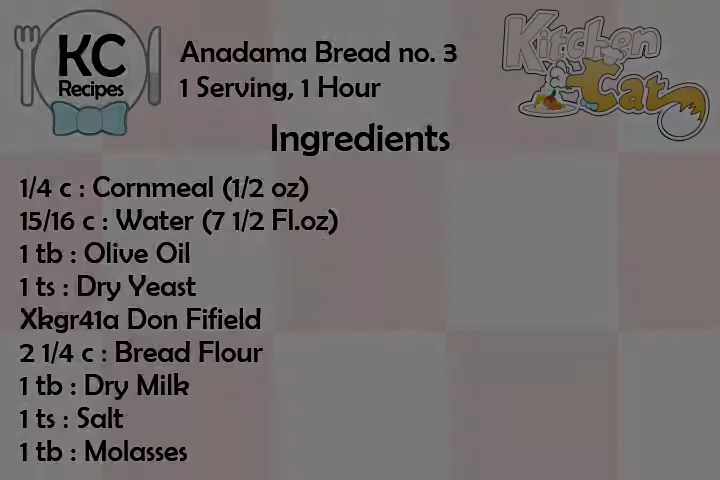 KC
Recipes
Anadama Bread no. 3
1 Serving, 1 Hour
Kitchen
Cat
Ingredients
1/4 c : Cornmeal (1/2 oz)
15/16 c : Water (7 1/2 Fl.oz)
1 tb : Olive Oil
1 ts : Dry Yeast
Xkgr41a Don Fifield
2 1/4 c : Bread Flour
1 tb : Dry Milk
1 ts : Salt
1 tb : Molasses